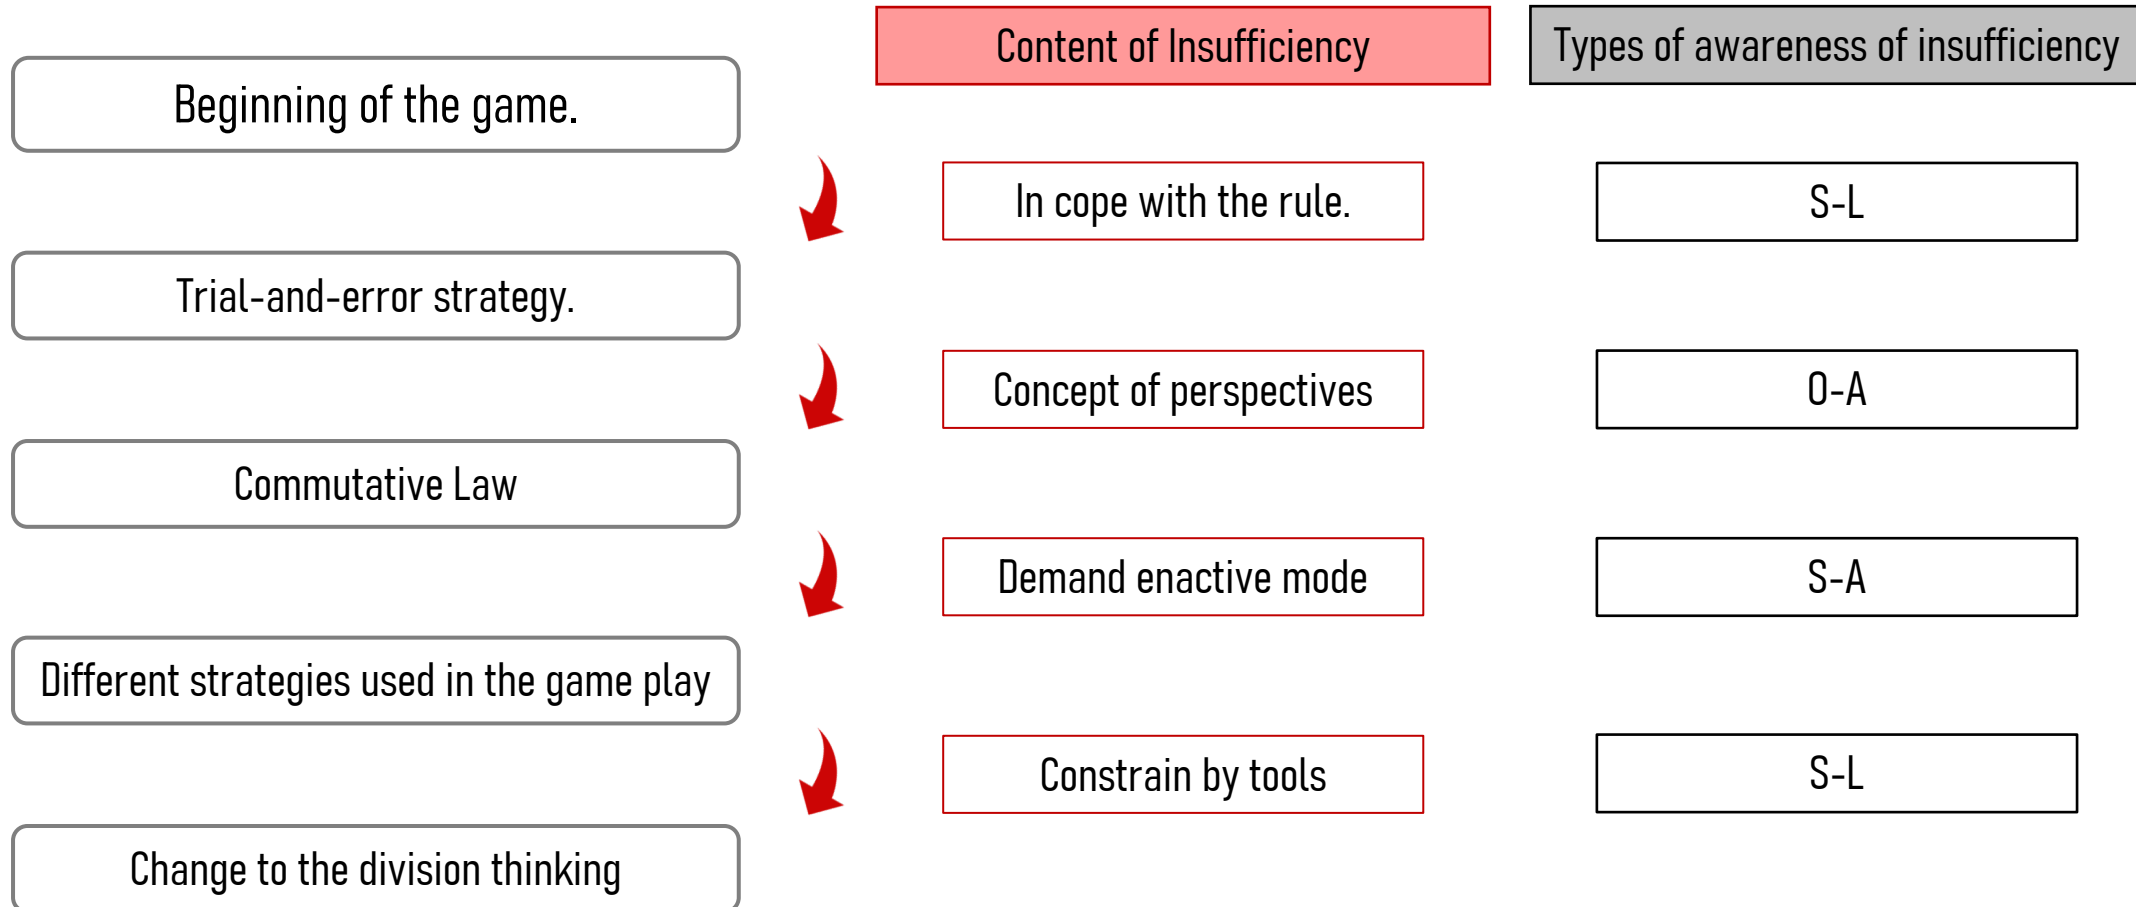 Content of Insufficiency
Types of awareness of insufficiency
Beginning of the game.
In cope with the rule.
S-L
Trial-and-error strategy.
Concept of perspectives
O-A
Commutative Law
Demand enactive mode
S-A
Different strategies used in the game play
Constrain by tools
S-L
Change to the division thinking